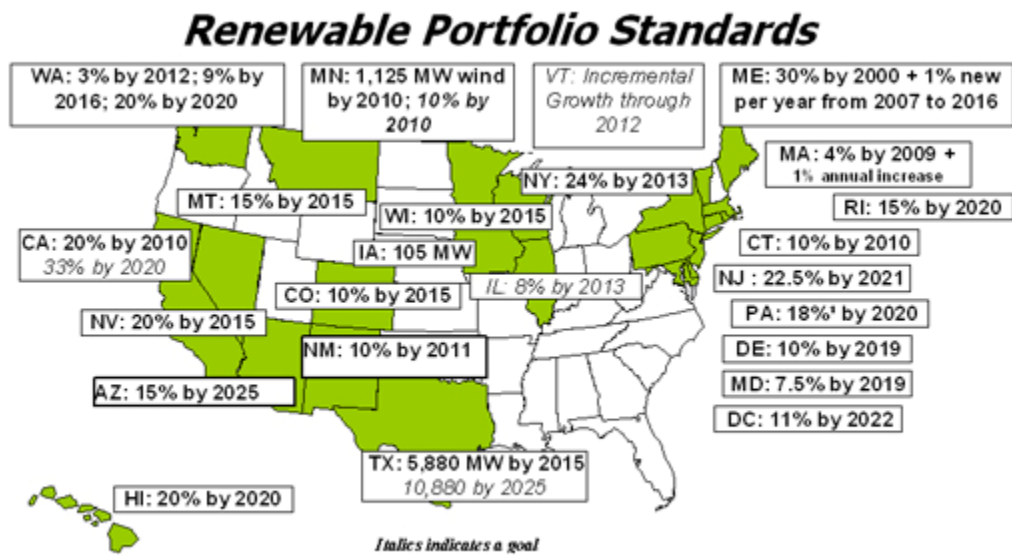 Renewable Portfolio Standards
WA: 3% by 2012; 9% by
2016; 20% by 2020
MN: 1,125 MW wind
by 2010; 10% by
2010
VT: Incremental
Growth through
2012
ME: 30% by 2000 + 1% new
per year from 2007 to 2016
MA: 4% by 2009 +
1% annual increase
NY: 24% by 2013
MT: 15% by 2015
RI: 15% by 2020
WI: 10% by 2015
CA: 20% by 2010
33% by 2020
IA: 105 MW
CT: 10% by 2010
NJ : 22.5% by 2021
IL: 8% by 2013
CO: 10% by 2015
PA: 18%¹ by 2020
NV: 20% by 2015
NM: 10% by 2011
DE: 10% by 2019
MD: 7.5% by 2019
AZ: 15% by 2025
DC: 11% by 2022
TX: 5,880 MW by 2015
10,880 by 2025
HI: 20% by 2020
Italics indicates a goal